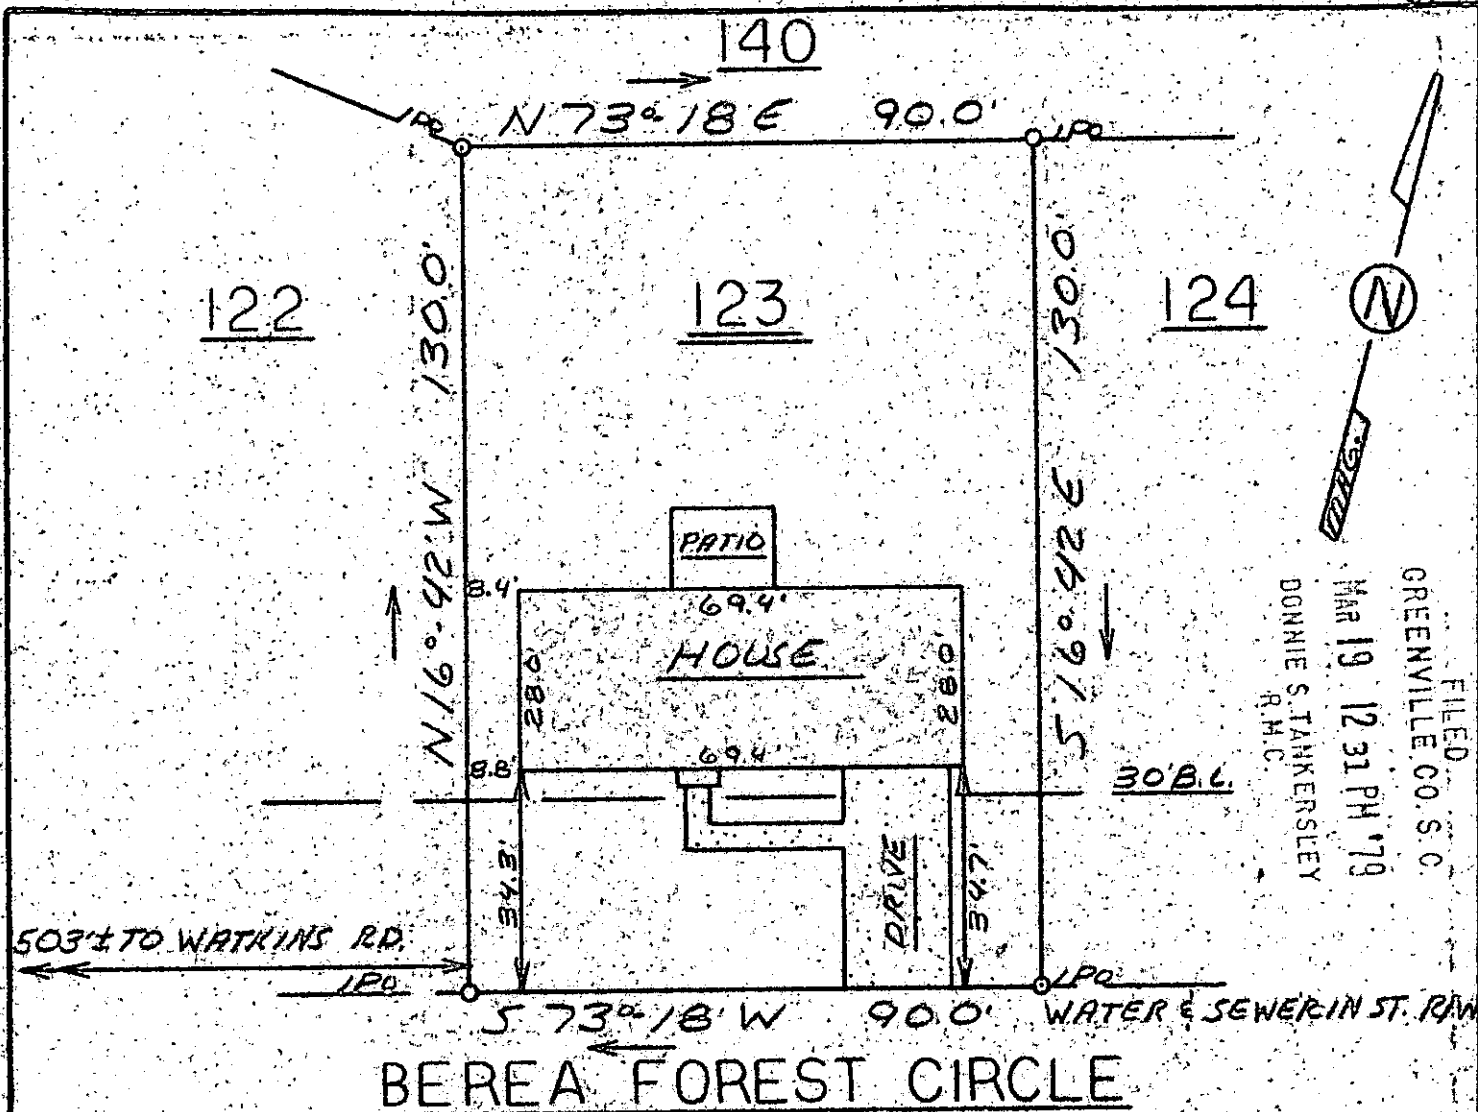 140
IPO N 73°-18' E 90.0' IPO
122
123
124
N
MAG.
N 16°-42' W 130.0'
S 16°-42' E 130.0'
PATIO
8.4'
69.4'
HOUSE
28.0'
28.0'
8.8'
69.4'
30' B.L.
34.3'
DRIVE
34.7'
503'± TO WATKINS RD.
IPO
IPO
S 73°-18' W 90.0'
WATER & SEWER IN ST. R/W
BEREA FOREST CIRCLE
FILED
GREENVILLE CO. S. C.
MAR 19 12 31 PM '79
DONNIE S. TANKERSLEY
R.M.C.